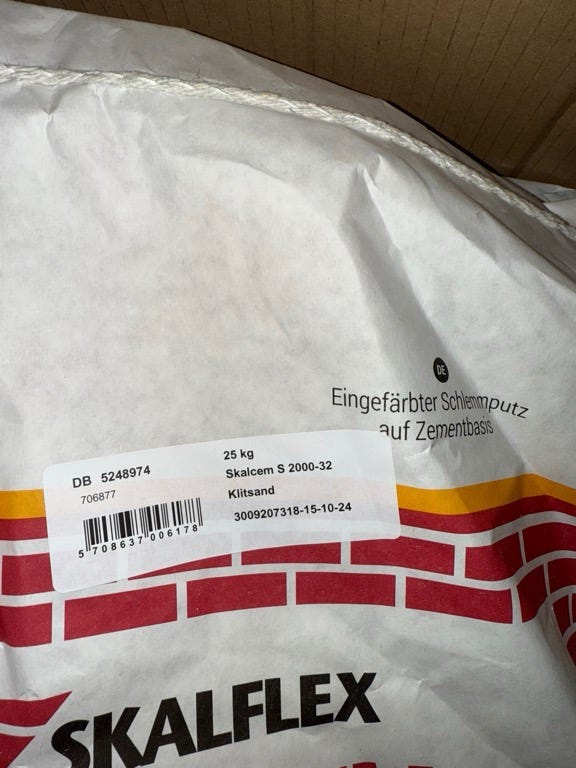 DE
Eingefärbter Schlemmputz
auf Zementbasis
DB 5248974
706877
5 708637 006178
25 kg
Skalcem S 2000-32
Klitsand
3009207318-15-10-24
SKALFLEX